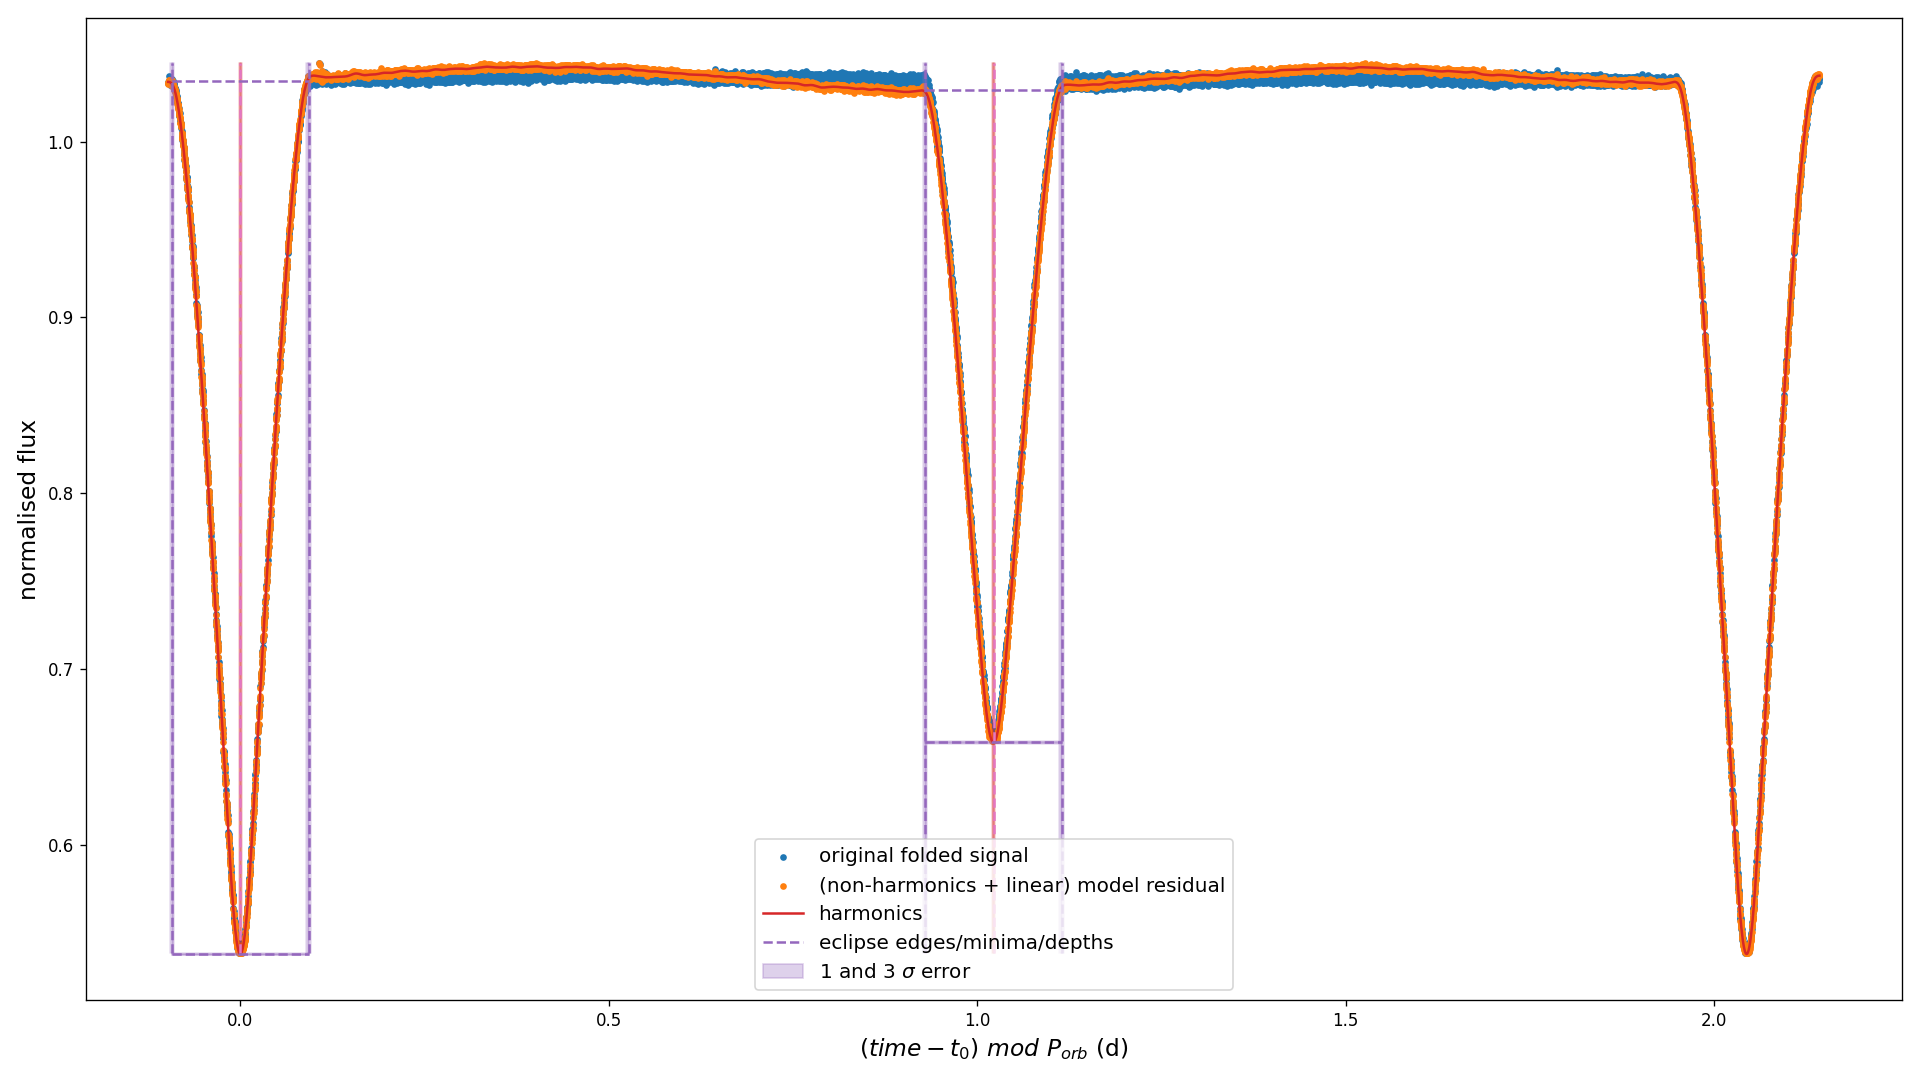 normalised flux
1.0
0.9
0.8
0.7
0.6
original folded signal
(non-harmonics + linear) model residual
harmonics
eclipse edges/minima/depths
1 and 3 σ error
0.0 0.5 1.0 1.5 2.0
(time − t₀) mod P_orb (d)